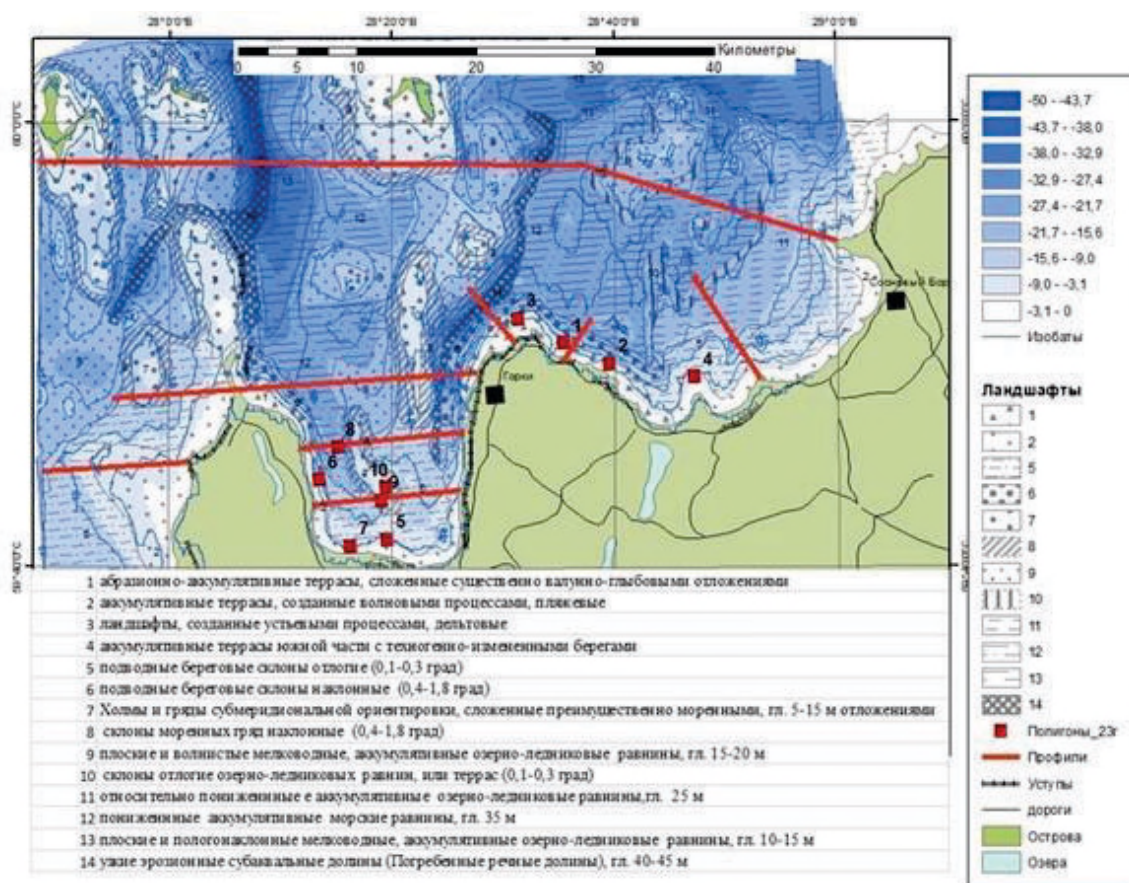 28°0'0"В 28°20'0"В 28°40'0"В 29°0'0"В
Километры
0 5 10 20 30 40
60°0'0"С
59°40'0"С
Сосновый Бор
Горки
3
1
2
4
8
6
10
9
7
5
1 абразионно-аккумулятивные террасы, сложенные существенно валунно-глыбовыми отложениями
2 аккумулятивные террасы, созданные волновыми процессами, пляжевые
3 ландшафты, созданные устьевыми процессами, дельтовые
4 аккумулятивные террасы южной части с техногенно-измененными берегами
5 подводные береговые склоны отлогие (0,1-0,3 град)
6 подводные береговые склоны наклонные (0,4-1,8 град)
7 Холмы и гряды субмеридиональной ориентировки, сложенные преимущественно моренными, гл. 5-15 м отложениями
8 склоны моренных гряд наклонные (0,4-1,8 град)
9 плоские и волнистые мелководные, аккумулятивные озерно-ледниковые равнины, гл. 15-20 м
10 склоны отлогие озерно-ледниковых равнин, или террас (0,1-0,3 град)
11 относительно пониженные аккумулятивные озерно-ледниковые равнины,гл. 25 м
12 пониженные аккумулятивные морские равнины, гл. 35 м
13 плоские и пологонаклонные мелководные, аккумулятивные озерно-ледниковые равнины, гл. 10-15 м
14 узкие эрозионные субаквальные долины (Погребенные речные долины), гл. 40-45 м
-50 - -43,7
-43,7 - -38,0
-38,0 - -32,9
-32,9 - -27,4
-27,4 - -21,7
-21,7 - -15,6
-15,6 - -9,0
-9,0 - -3,1
-3,1 - 0
Изобаты
Ландшафты
1
2
5
6
7
8
9
10
11
12
13
14
Полигоны_23г
Профили
Уступы
дороги
Острова
Озера